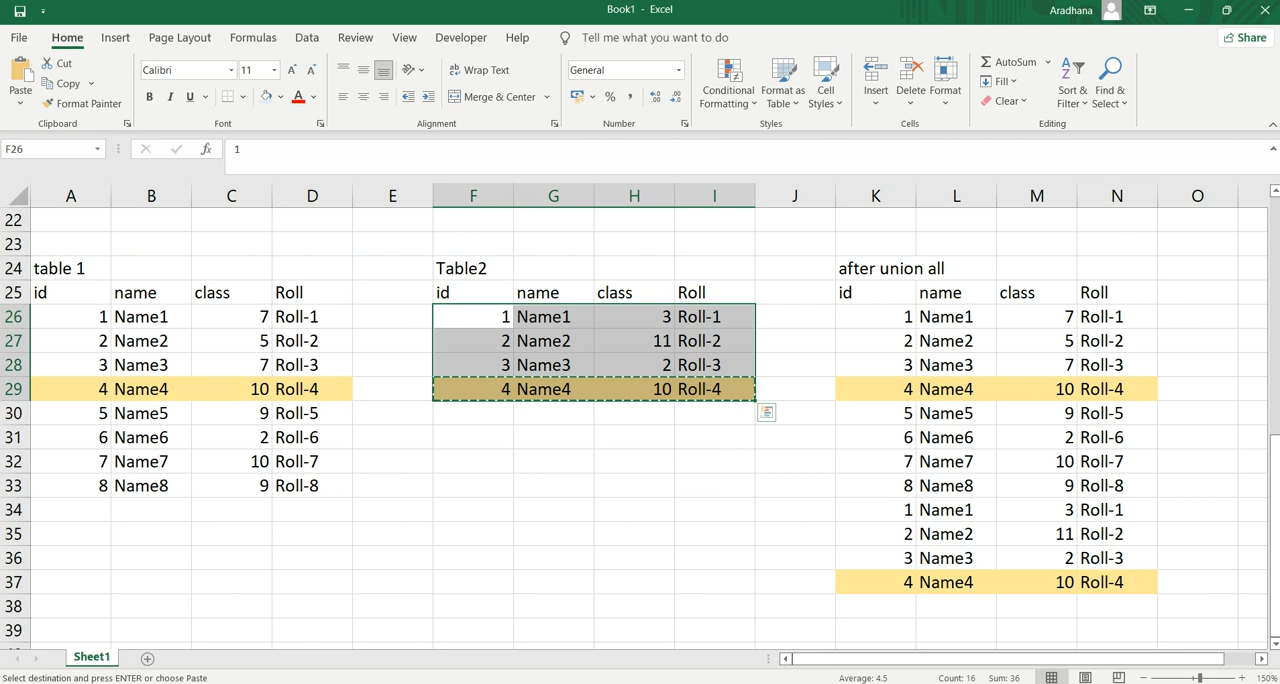 Book1 - Excel Aradhana
File Home Insert Page Layout Formulas Data Review View Developer Help Tell me what you want to do Share
Paste Cut Copy Format Painter
Calibri 11
B I U A
Wrap Text
Merge & Center
General
% ,
Conditional Formatting Format as Table Cell Styles
Insert Delete Format
AutoSum Fill Clear
Sort & Filter Find & Select
Clipboard Font Alignment Number Styles Cells Editing
F26 fx 1
A B C D E F G H I J K L M N O
22
23
24 table 1 Table2 after union all
25 id name class Roll id name class Roll id name class Roll
26 1 Name1 7 Roll-1 1 Name1 3 Roll-1 1 Name1 7 Roll-1
27 2 Name2 5 Roll-2 2 Name2 11 Roll-2 2 Name2 5 Roll-2
28 3 Name3 7 Roll-3 3 Name3 2 Roll-3 3 Name3 7 Roll-3
29 4 Name4 10 Roll-4 4 Name4 10 Roll-4 4 Name4 10 Roll-4
30 5 Name5 9 Roll-5 5 Name5 9 Roll-5
31 6 Name6 2 Roll-6 6 Name6 2 Roll-6
32 7 Name7 10 Roll-7 7 Name7 10 Roll-7
33 8 Name8 9 Roll-8 8 Name8 9 Roll-8
34 1 Name1 3 Roll-1
35 2 Name2 11 Roll-2
36 3 Name3 2 Roll-3
37 4 Name4 10 Roll-4
38
39
Sheet1
Select destination and press ENTER or choose Paste Average: 4.5 Count: 16 Sum: 36 150%